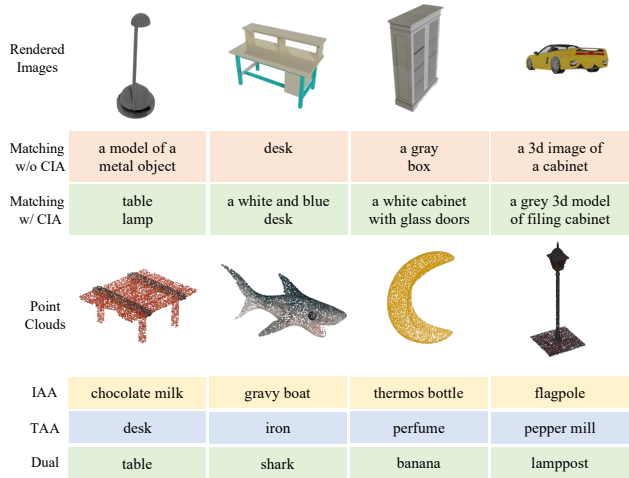 Rendered
Images
Matching
w/o CIA
a model of a
metal object
desk
a gray
box
a 3d image of
a cabinet
Matching
w/ CIA
table
lamp
a white and blue
desk
a white cabinet
with glass doors
a grey 3d model
of filing cabinet
Point
Clouds
IAA
chocolate milk
gravy boat
thermos bottle
flagpole
TAA
desk
iron
perfume
pepper mill
Dual
table
shark
banana
lamppost